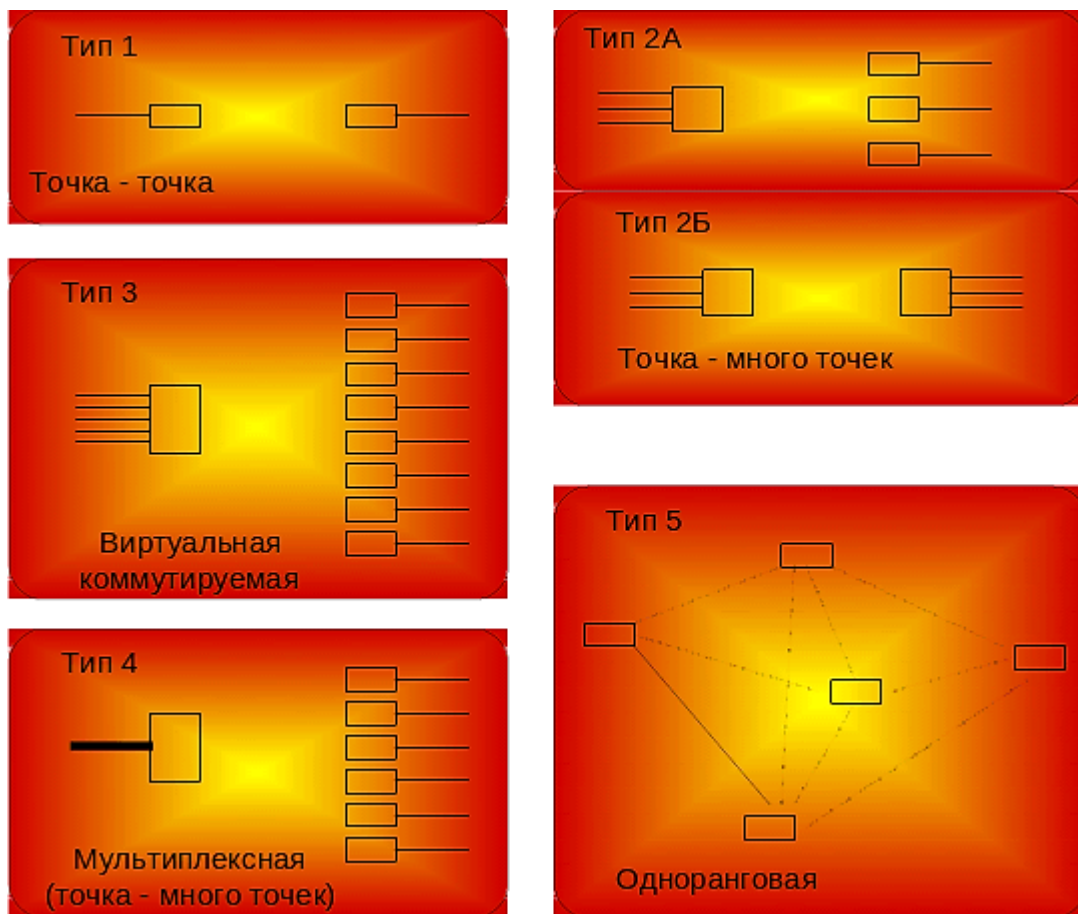 Тип 1
Точка - точка
Тип 2А
Тип 2Б
Точка - много точек
Тип 3
Виртуальная
коммутируемая
Тип 4
Мультиплексная
(точка - много точек)
Тип 5
Одноранговая